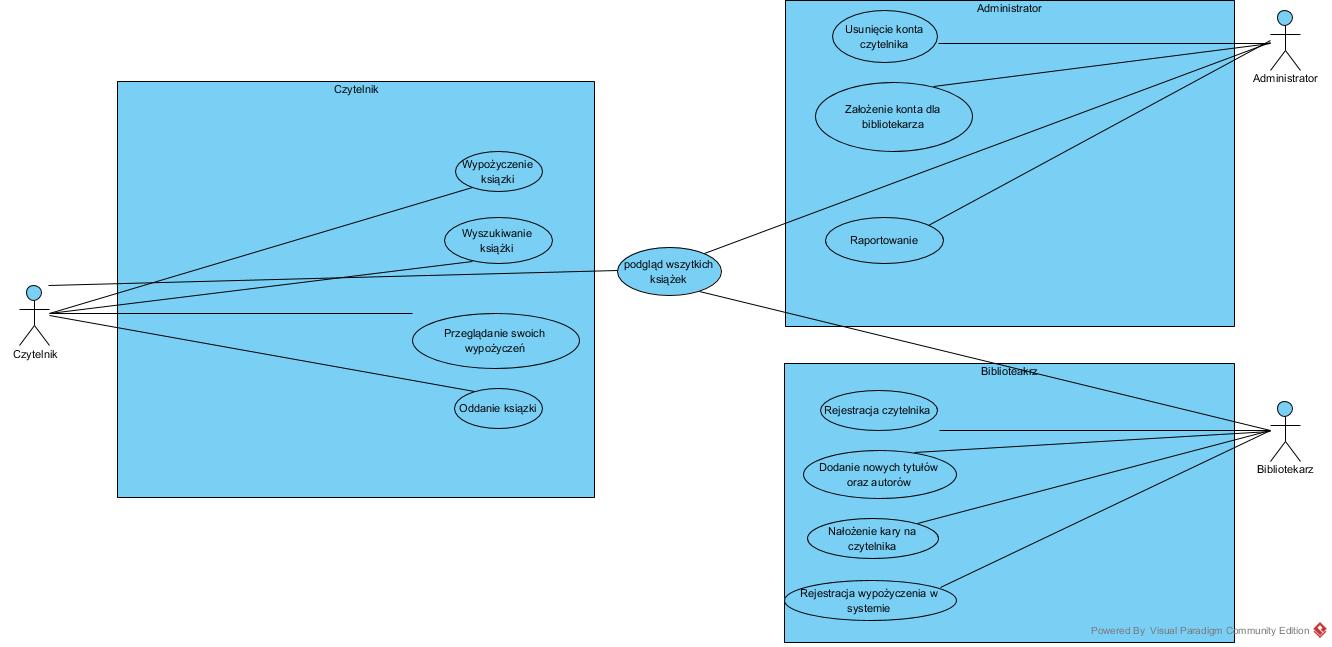 Administrator
Usunięcie konta
czytelnika
Administrator
Czytelnik
Założenie konta dla
bibliotekarza
Wypożyczenie
ksiązki
Wyszukiwanie
książki
Raportowanie
podgląd wszytkich
książek
Czytelnik
Przeglądanie swoich
wypożyczeń
Oddanie ksiązki
Biblioteakrz
Rejestracja czytelnika
Bibliotekarz
Dodanie nowych tytułów
oraz autorów
Nałożenie kary na
czytelnika
Rejestracja wypożyczenia w
systemie
Powered By Visual Paradigm Community Edition